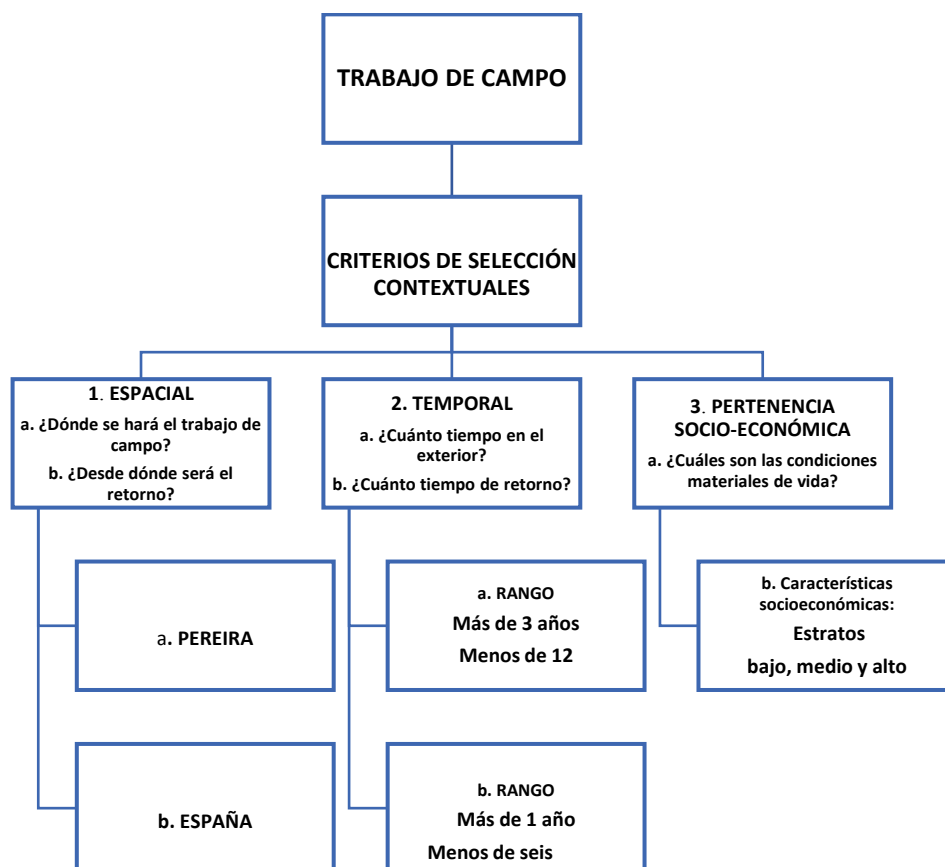 TRABAJO DE CAMPO
CRITERIOS DE SELECCIÓN
CONTEXTUALES
1. ESPACIAL
a. ¿Dónde se hará el trabajo de
campo?
b. ¿Desde dónde será el
retorno?
2. TEMPORAL
a. ¿Cuánto tiempo en el
exterior?
b. ¿Cuánto tiempo de retorno?
3. PERTENENCIA
SOCIO-ECONÓMICA
a. ¿Cuáles son las condiciones
materiales de vida?
a. PEREIRA
a. RANGO
Más de 3 años
Menos de 12
b. Características
socioeconómicas:
Estratos
bajo, medio y alto
b. ESPAÑA
b. RANGO
Más de 1 año
Menos de seis